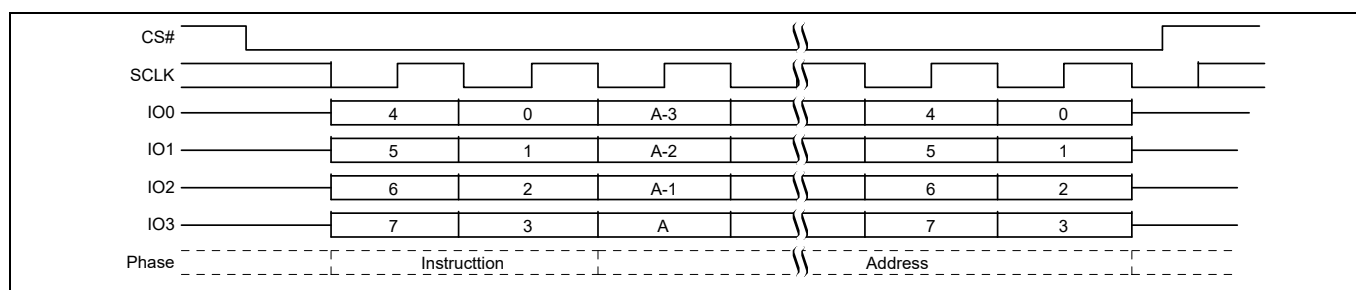 CS#
SCLK
IO0 4 0 A-3 4 0
IO1 5 1 A-2 5 1
IO2 6 2 A-1 6 2
IO3 7 3 A 7 3
Phase Instructtion Address